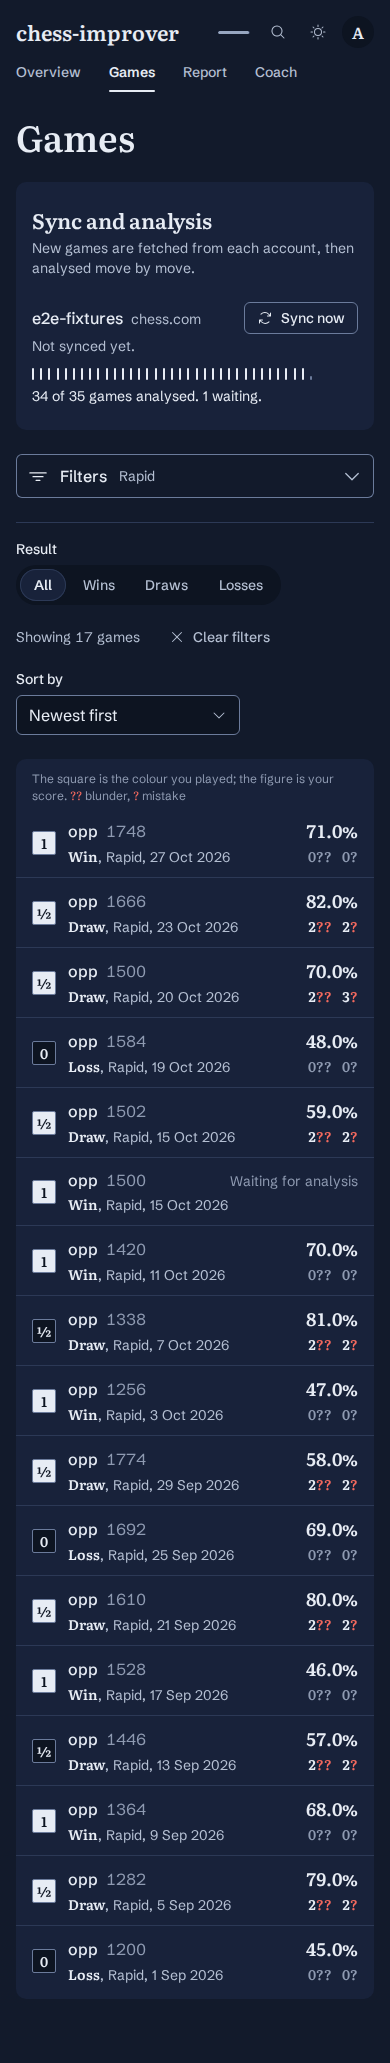 chess-improver A
Overview Games Report Coach
Games
Sync and analysis
New games are fetched from each account, then
analysed move by move.
e2e-fixtures chess.com Sync now
Not synced yet.
34 of 35 games analysed. 1 waiting.
Filters Rapid
Result
All Wins Draws Losses
Showing 17 games Clear filters
Sort by
Newest first
The square is the colour you played; the figure is your
score. ?? blunder, ? mistake
1 opp 1748 71.0%
Win, Rapid, 27 Oct 2026 0?? 0?
½ opp 1666 82.0%
Draw, Rapid, 23 Oct 2026 2?? 2?
½ opp 1500 70.0%
Draw, Rapid, 20 Oct 2026 2?? 3?
0 opp 1584 48.0%
Loss, Rapid, 19 Oct 2026 0?? 0?
½ opp 1502 59.0%
Draw, Rapid, 15 Oct 2026 2?? 2?
1 opp 1500 Waiting for analysis
Win, Rapid, 15 Oct 2026
1 opp 1420 70.0%
Win, Rapid, 11 Oct 2026 0?? 0?
½ opp 1338 81.0%
Draw, Rapid, 7 Oct 2026 2?? 2?
1 opp 1256 47.0%
Win, Rapid, 3 Oct 2026 0?? 0?
½ opp 1774 58.0%
Draw, Rapid, 29 Sep 2026 2?? 2?
0 opp 1692 69.0%
Loss, Rapid, 25 Sep 2026 0?? 0?
½ opp 1610 80.0%
Draw, Rapid, 21 Sep 2026 2?? 2?
1 opp 1528 46.0%
Win, Rapid, 17 Sep 2026 0?? 0?
½ opp 1446 57.0%
Draw, Rapid, 13 Sep 2026 2?? 2?
1 opp 1364 68.0%
Win, Rapid, 9 Sep 2026 0?? 0?
½ opp 1282 79.0%
Draw, Rapid, 5 Sep 2026 2?? 2?
0 opp 1200 45.0%
Loss, Rapid, 1 Sep 2026 0?? 0?